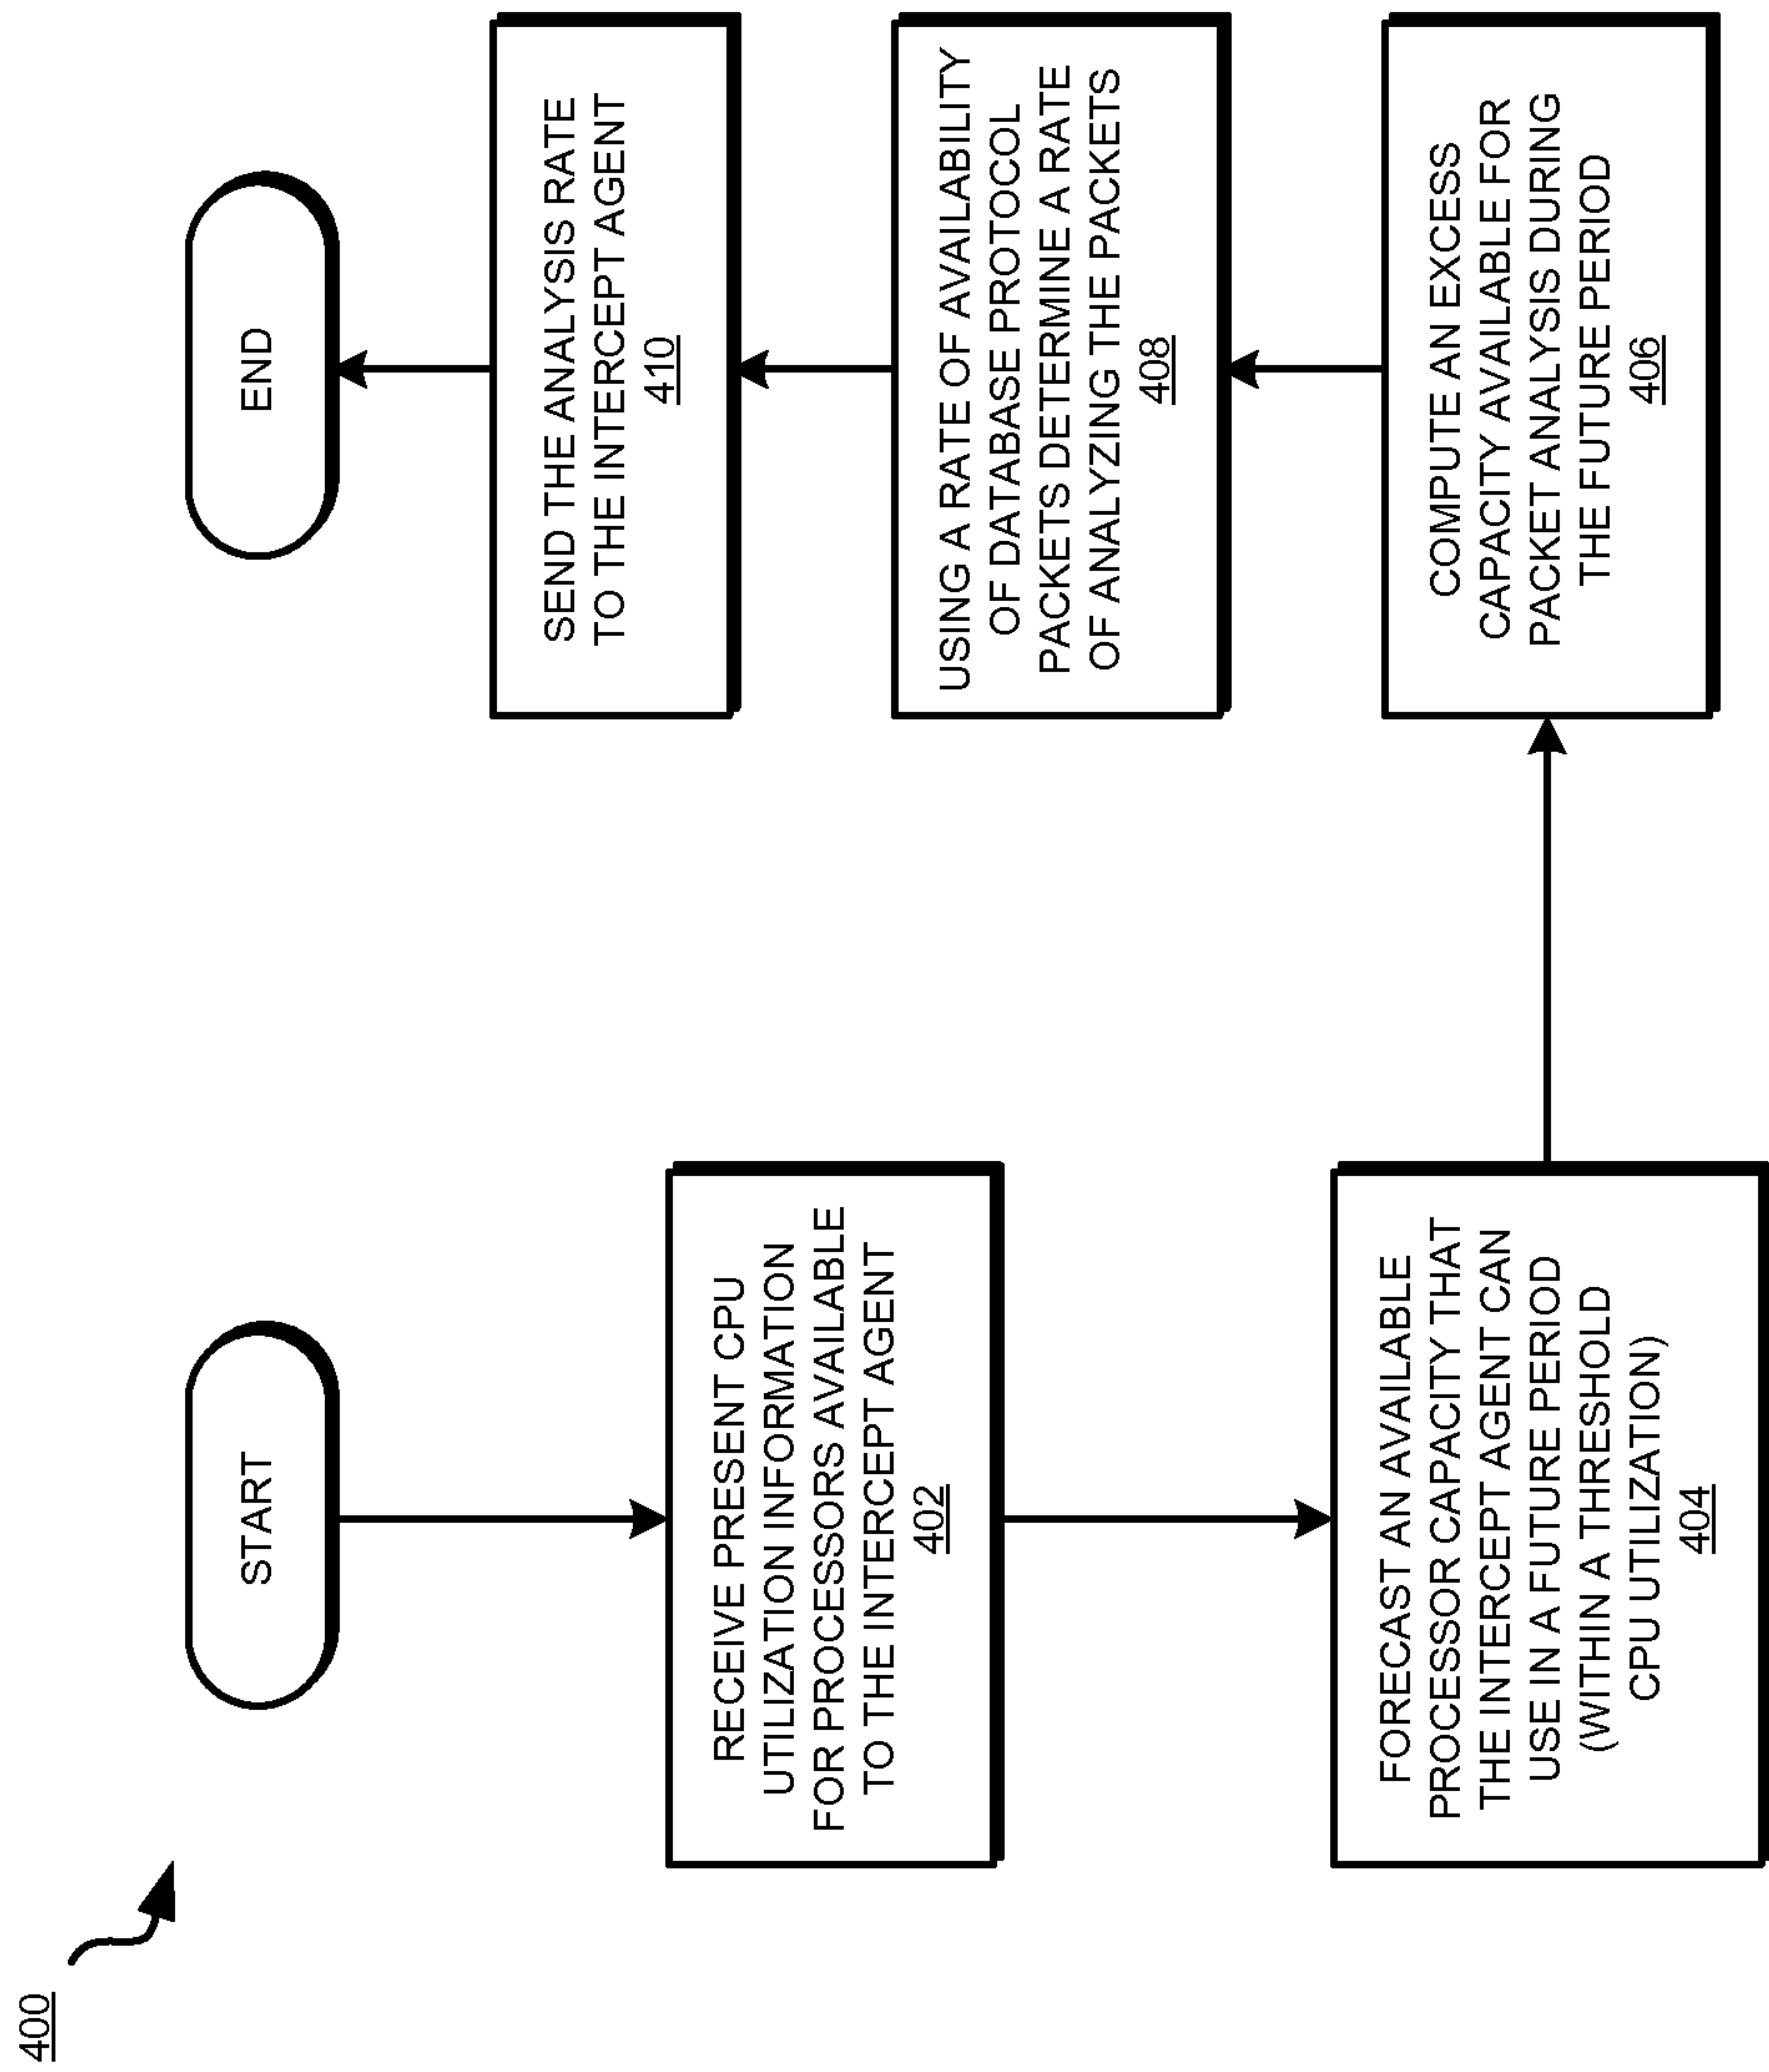 400
START
RECEIVE PRESENT CPU
UTILIZATION INFORMATION
FOR PROCESSORS AVAILABLE
TO THE INTERCEPT AGENT
402
FORECAST AN AVAILABLE
PROCESSOR CAPACITY THAT
THE INTERCEPT AGENT CAN
USE IN A FUTURE PERIOD
(WITHIN A THRESHOLD
CPU UTILIZATION)
404
COMPUTE AN EXCESS
CAPACITY AVAILABLE FOR
PACKET ANALYSIS DURING
THE FUTURE PERIOD
406
USING A RATE OF AVAILABILITY
OF DATABASE PROTOCOL
PACKETS DETERMINE A RATE
OF ANALYZING THE PACKETS
408
SEND THE ANALYSIS RATE
TO THE INTERCEPT AGENT
410
END